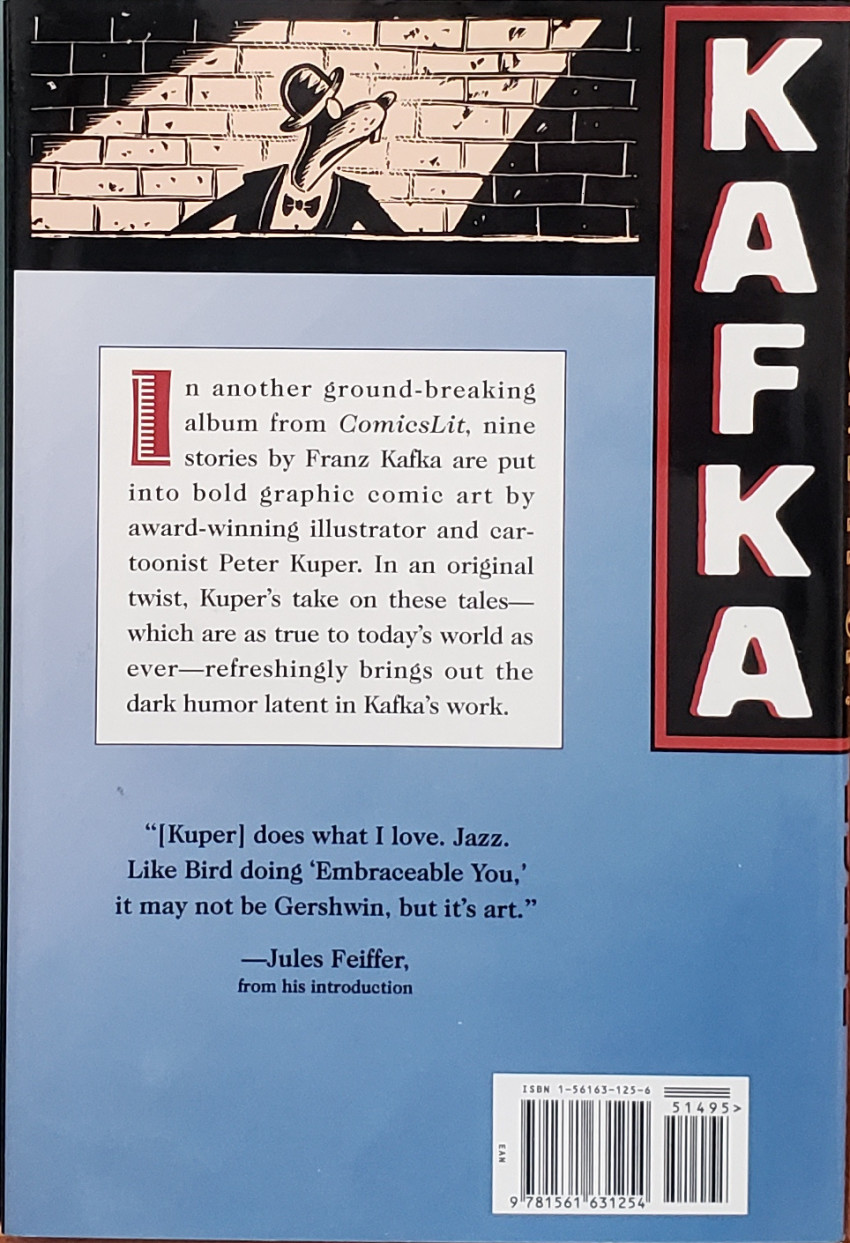 KAFKA
In another ground-breaking
album from ComicsLit, nine
stories by Franz Kafka are put
into bold graphic comic art by
award-winning illustrator and car-
toonist Peter Kuper. In an original
twist, Kuper's take on these tales—
which are as true to today's world as
ever—refreshingly brings out the
dark humor latent in Kafka's work.
"[Kuper] does what I love. Jazz.
Like Bird doing 'Embraceable You,'
it may not be Gershwin, but it's art."
—Jules Feiffer,
from his introduction
ISBN 1-56163-125-6
51495>
EAN
9 781561 631254